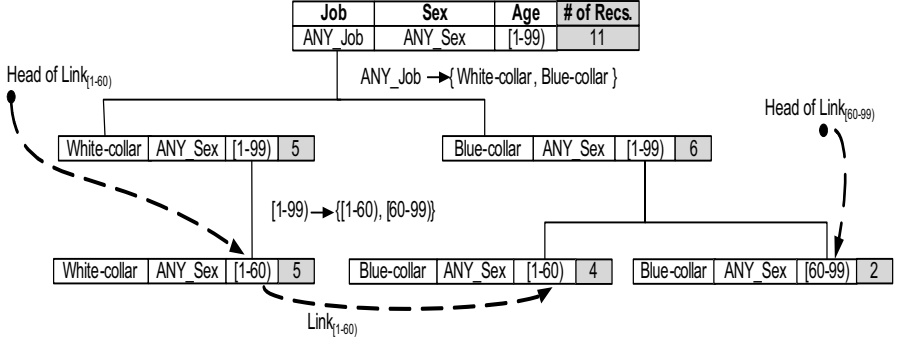 Job Sex Age # of Recs.
ANY_Job ANY_Sex [1-99) 11
Head of Link[1-60)
ANY_Job → { White-collar, Blue-collar }
Head of Link[60-99)
White-collar ANY_Sex [1-99) 5
Blue-collar ANY_Sex [1-99) 6
[1-99) → {[1-60), [60-99)}
White-collar ANY_Sex [1-60) 5
Blue-collar ANY_Sex [1-60) 4
Blue-collar ANY_Sex [60-99) 2
Link[1-60)